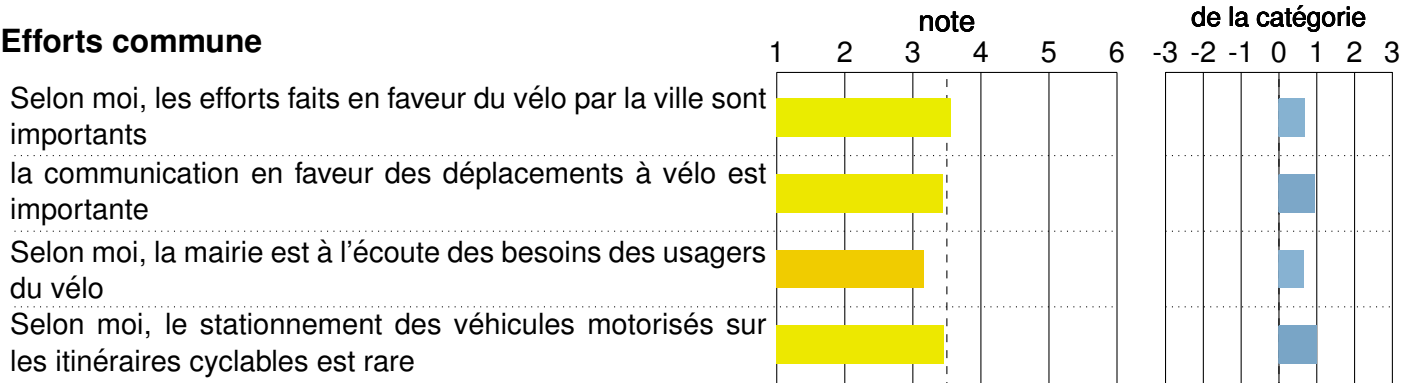 note
de la catégorie
Efforts commune
1 2 3 4 5 6
-3 -2 -1 0 1 2 3
Selon moi, les efforts faits en faveur du vélo par la ville sont
importants
la communication en faveur des déplacements à vélo est
importante
Selon moi, la mairie est à l'écoute des besoins des usagers
du vélo
Selon moi, le stationnement des véhicules motorisés sur
les itinéraires cyclables est rare